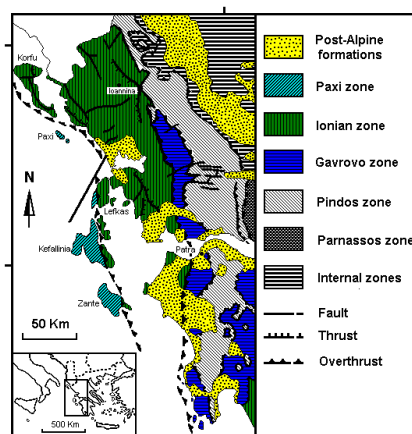 Korfu
Ioannina
Paxi
N
Lefkas
Kefallinia
Patra
Zante
50 Km
500 Km
Post-Alpine
formations
Paxi zone
Ionian zone
Gavrovo zone
Pindos zone
Parnassos zone
Internal zones
Fault
Thrust
Overthrust